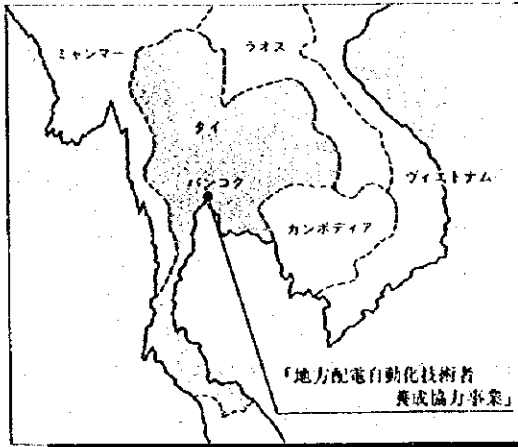 ミャンマー
ラオス
タイ
バンコク
ヴィエトナム
カンボディア
「地方配電自動化技術者
養成協力事業」